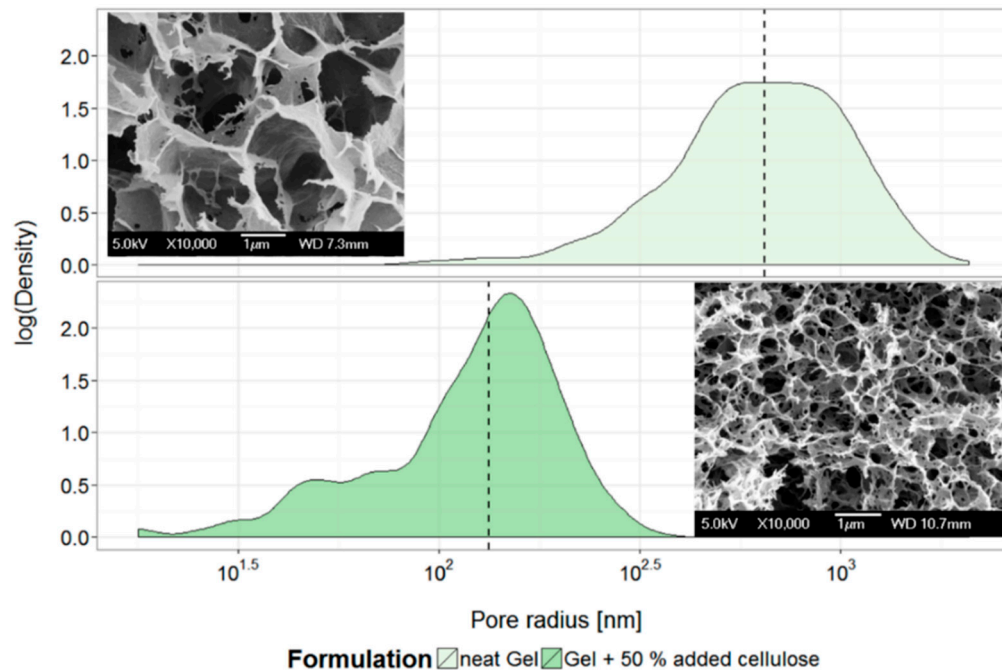 log(Density)
2.0
1.5
1.0
0.5
0.0
5.0kV X10,000 1µm WD 7.3mm
2.0
1.5
1.0
0.5
0.0
5.0kV X10,000 1µm WD 10.7mm
10^1.5 10^2 10^2.5 10^3
Pore radius [nm]
Formulation neat Gel Gel + 50 % added cellulose